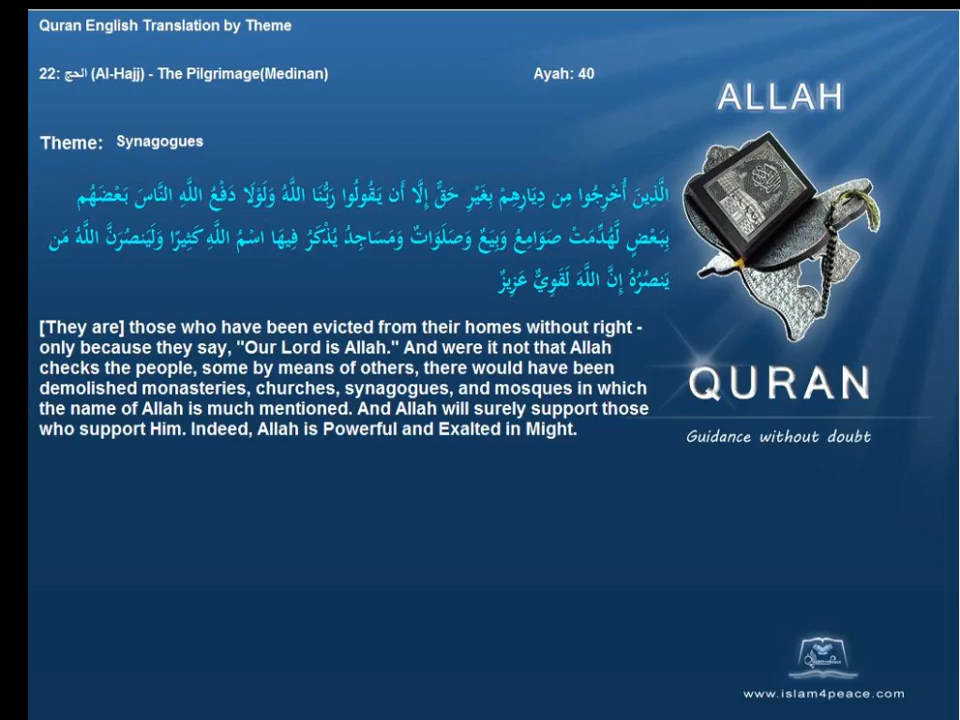 Quran English Translation by Theme
22: الحج (Al-Hajj) - The Pilgrimage(Medinan) Ayah: 40
ALLAH
Theme: Synagogues
الَّذِينَ أُخْرِجُوا مِن دِيَارِهِمْ بِغَيْرِ حَقٍّ إِلَّا أَن يَقُولُوا رَبُّنَا اللَّهُ وَلَوْلَا دَفْعُ اللَّهِ النَّاسَ بَعْضَهُم
بِبَعْضٍ لَّهُدِّمَتْ صَوَامِعُ وَبِيَعٌ وَصَلَوَاتٌ وَمَسَاجِدُ يُذْكَرُ فِيهَا اسْمُ اللَّهِ كَثِيرًا وَلَيَنصُرَنَّ اللَّهُ مَن
يَنصُرُهُ إِنَّ اللَّهَ لَقَوِيٌّ عَزِيزٌ
[They are] those who have been evicted from their homes without right -
only because they say, "Our Lord is Allah." And were it not that Allah
checks the people, some by means of others, there would have been
demolished monasteries, churches, synagogues, and mosques in which
the name of Allah is much mentioned. And Allah will surely support those
who support Him. Indeed, Allah is Powerful and Exalted in Might.
QURAN
Guidance without doubt
www.islam4peace.com